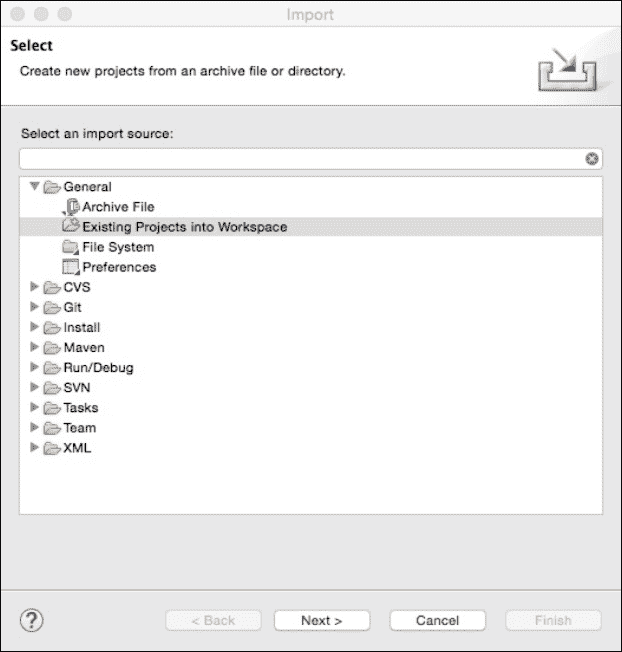 Import
Select
Create new projects from an archive file or directory.
Select an import source:
General
Archive File
Existing Projects into Workspace
File System
Preferences
CVS
Git
Install
Maven
Run/Debug
SVN
Tasks
Team
XML
?
< Back Next > Cancel Finish